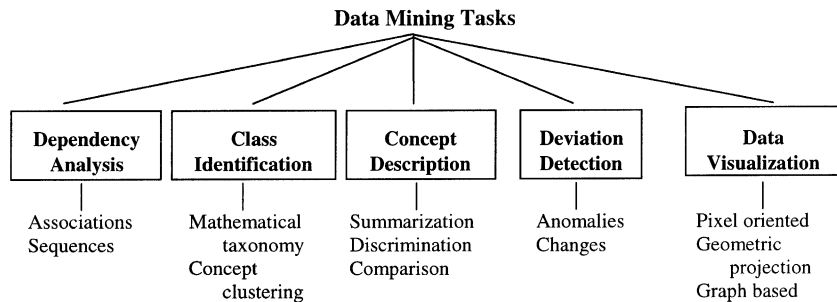 Data Mining Tasks
Dependency
Analysis
Class
Identification
Concept
Description
Deviation
Detection
Data
Visualization
Associations
Sequences
Mathematical
taxonomy
Concept
clustering
Summarization
Discrimination
Comparison
Anomalies
Changes
Pixel oriented
Geometric
projection
Graph based